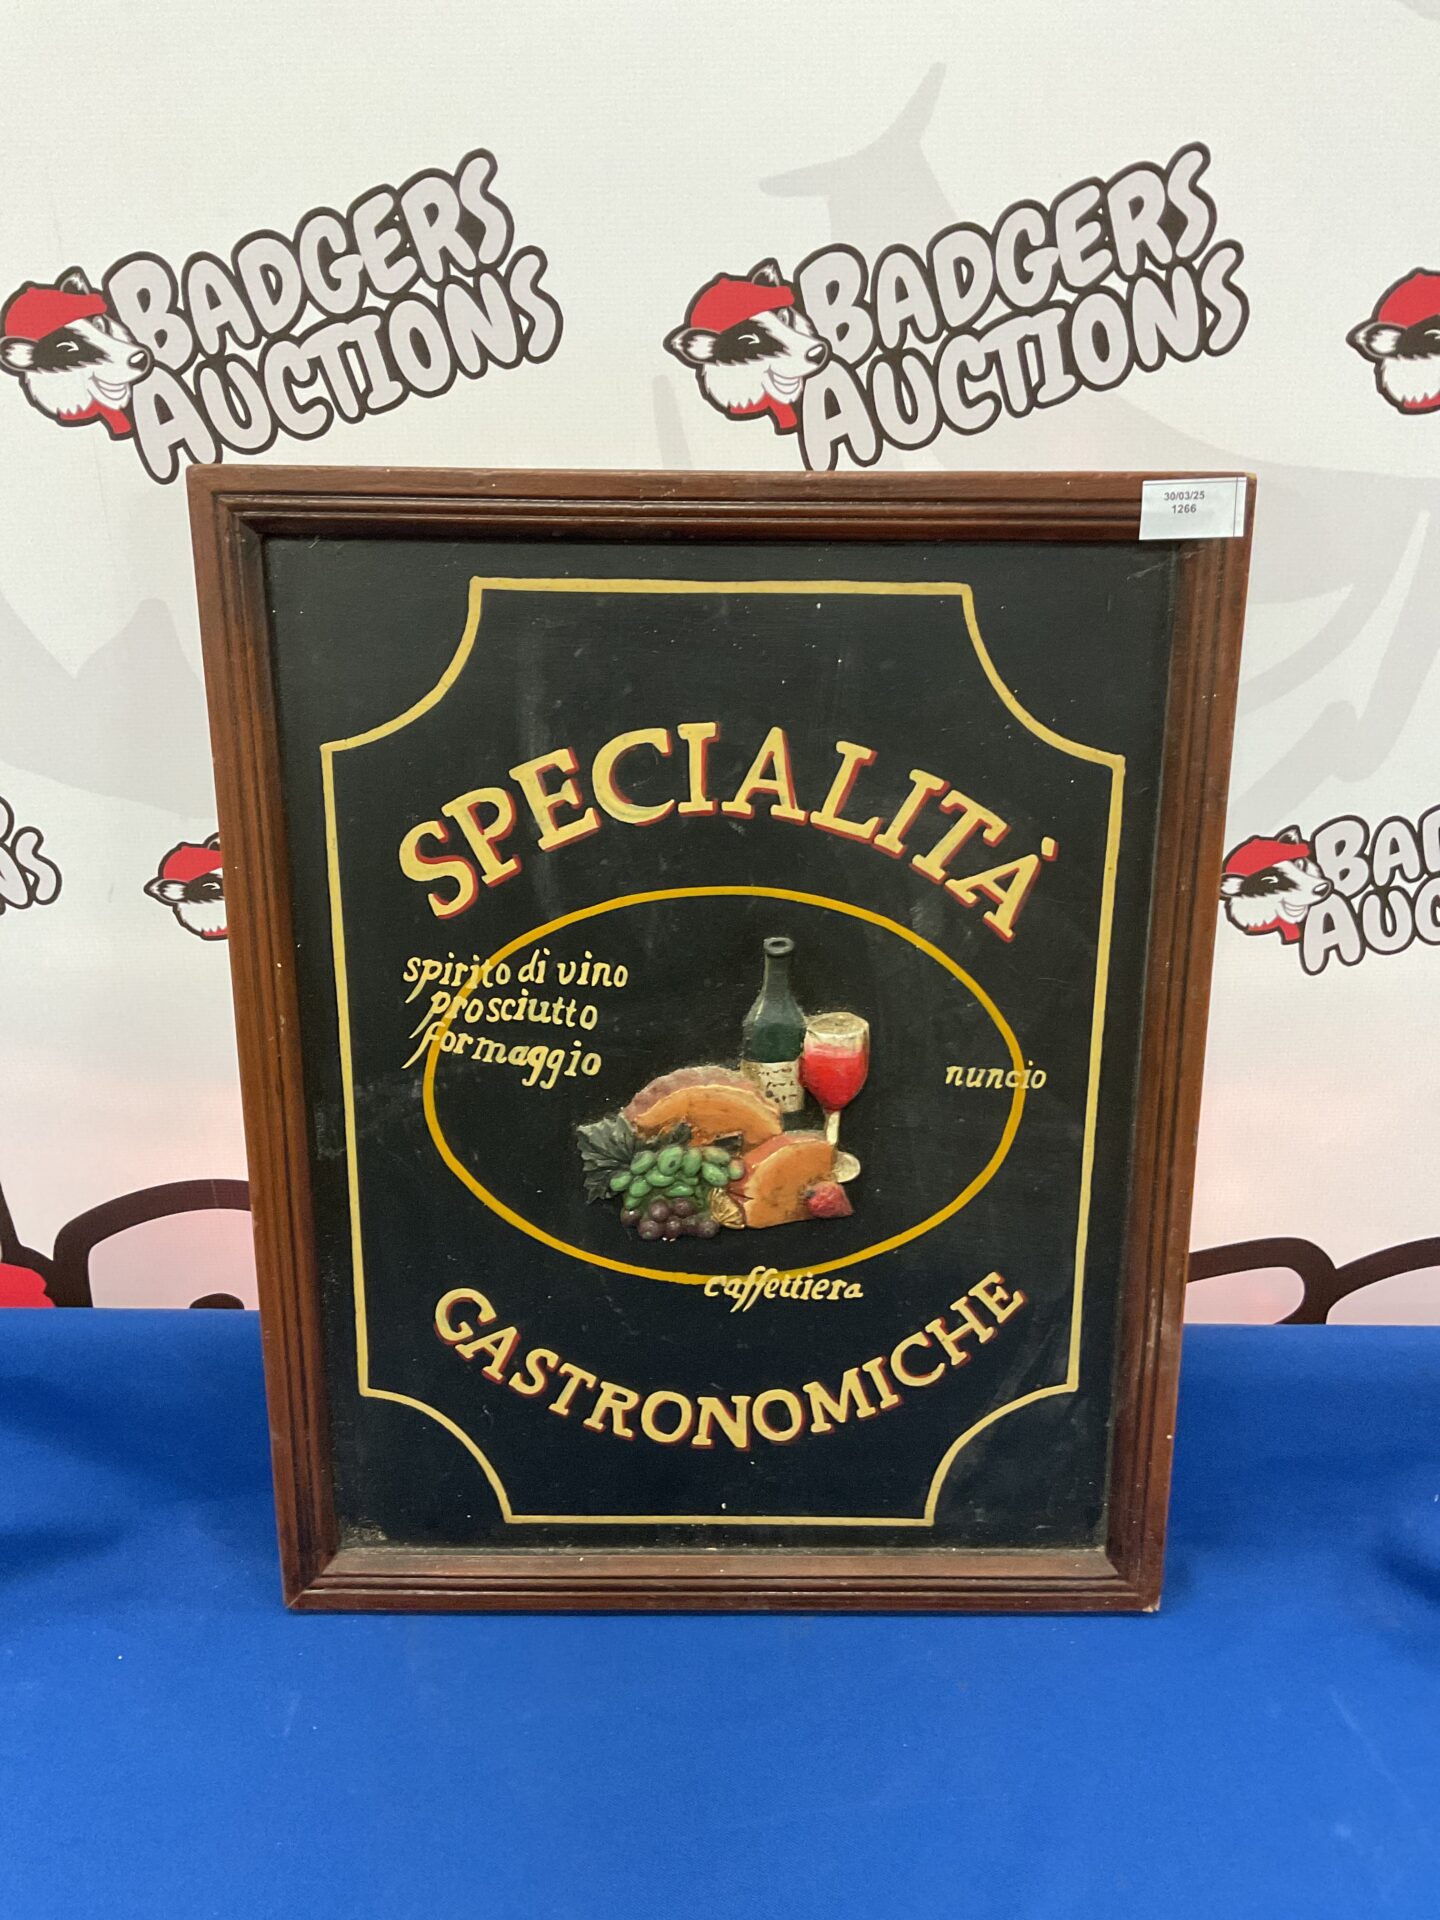 BADGERS
AUCTIONS
BADGERS
AUCTIONS
30/03/25
1266
SPECIALITÀ
spirito di vino
prosciutto
formaggio
nuncio
caffettiera
GASTRONOMICHE